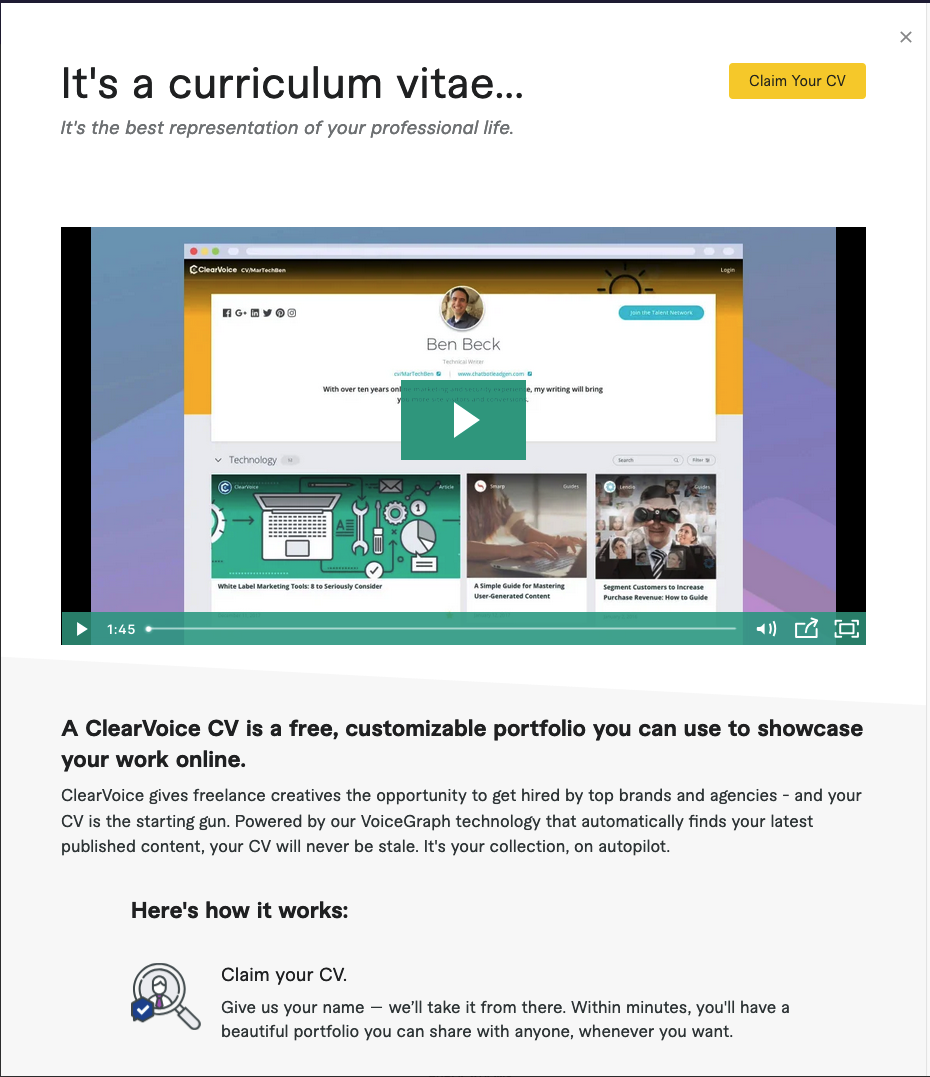 It's a curriculum vitae...
Claim Your CV
It's the best representation of your professional life.
ClearVoice CV/MarTechBen
Login
Join the Talent Network
Ben Beck
Technical Writer
cv/MarTechBen
www.chatbotleadgen.com
With over ten years, my writing will bring
Technology
Search
Filter
ClearVoice
Article
Smarp
Guides
Lendio
Guides
White Label Marketing Tools: 8 to Seriously Consider
A Simple Guide for Mastering
User-Generated Content
Segment Customers to Increase
Purchase Revenue: How to Guide
1:45
A ClearVoice CV is a free, customizable portfolio you can use to showcase
your work online.
ClearVoice gives freelance creatives the opportunity to get hired by top brands and agencies - and your
CV is the starting gun. Powered by our VoiceGraph technology that automatically finds your latest
published content, your CV will never be stale. It's your collection, on autopilot.
Here's how it works:
Claim your CV.
Give us your name — we'll take it from there. Within minutes, you'll have a
beautiful portfolio you can share with anyone, whenever you want.